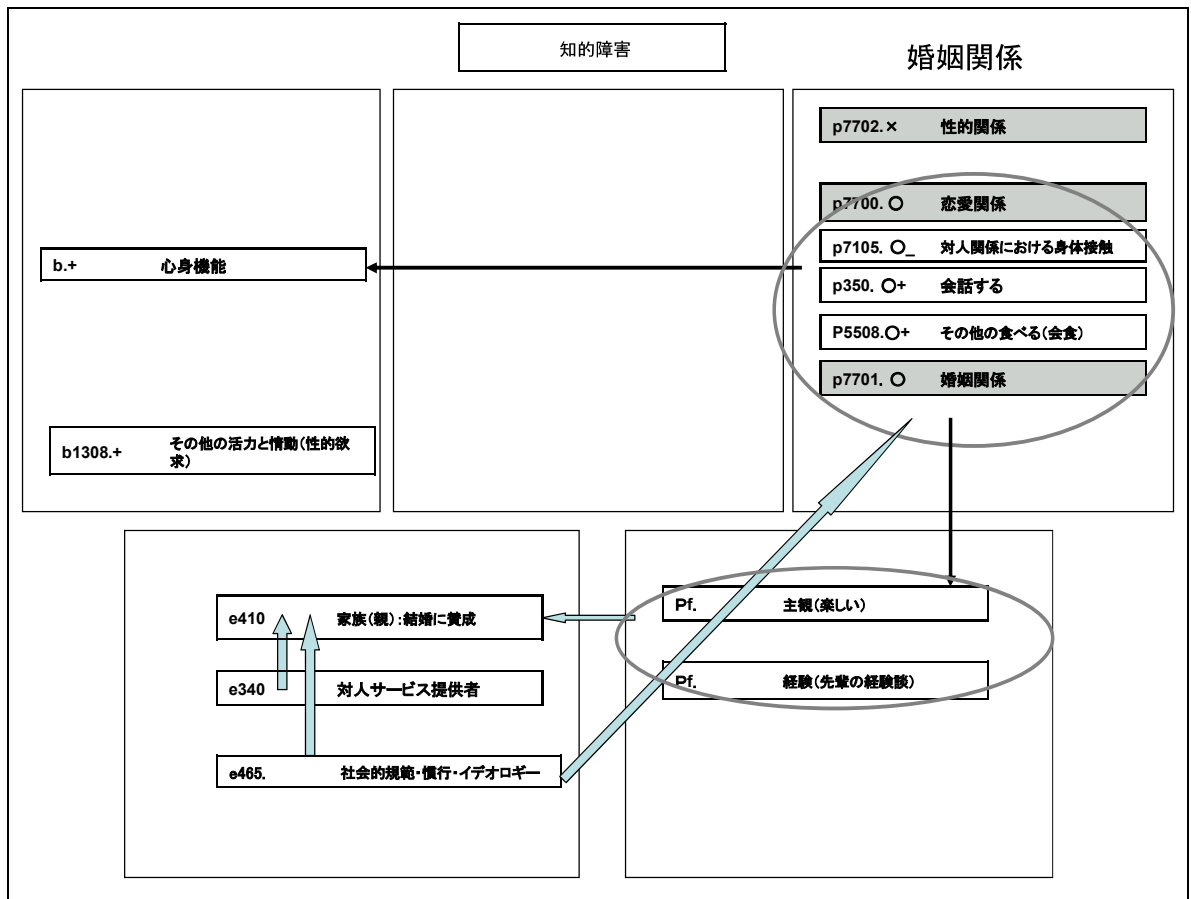 知的障害
婚姻関係
p7702.× 性的関係
p7700. ○ 恋愛関係
p7105. ○_ 対人関係における身体接触
p350. ○+ 会話する
P5508.○+ その他の食べる(会食)
p7701. ○ 婚姻関係
b.+ 心身機能
b1308.+ その他の活力と情動(性的欲
求)
e410 家族(親):結婚に賛成
e340 対人サービス提供者
e465. 社会的規範・慣行・イデオロギー
Pf. 主観(楽しい)
Pf. 経験(先輩の経験談)